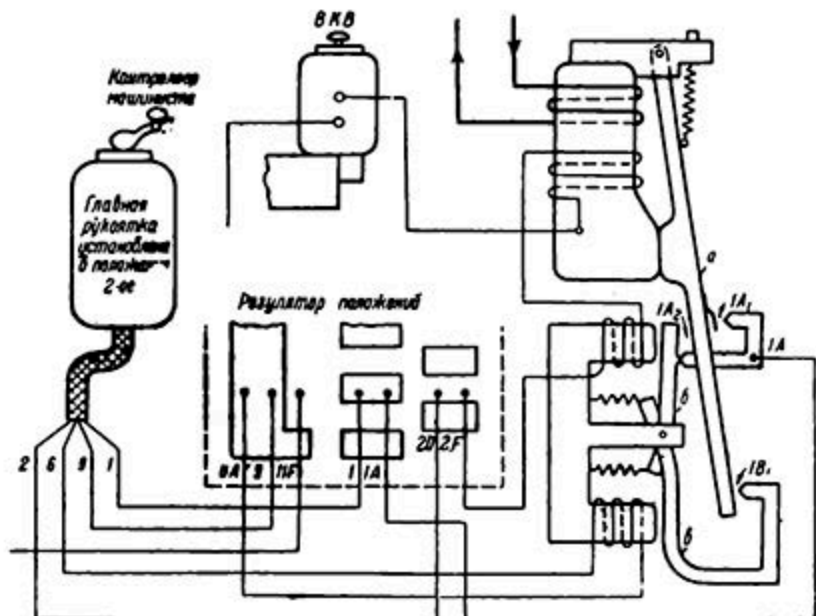 ВКВ
Контроллер
машиниста
Главная
рукоятка
установлена
в положение
2-ое
Регулятор положений
а
1А₁
1А₂
1А
б
2D 2F
8А 9 11F 1 1А
2 6 9 1
1В₁
в